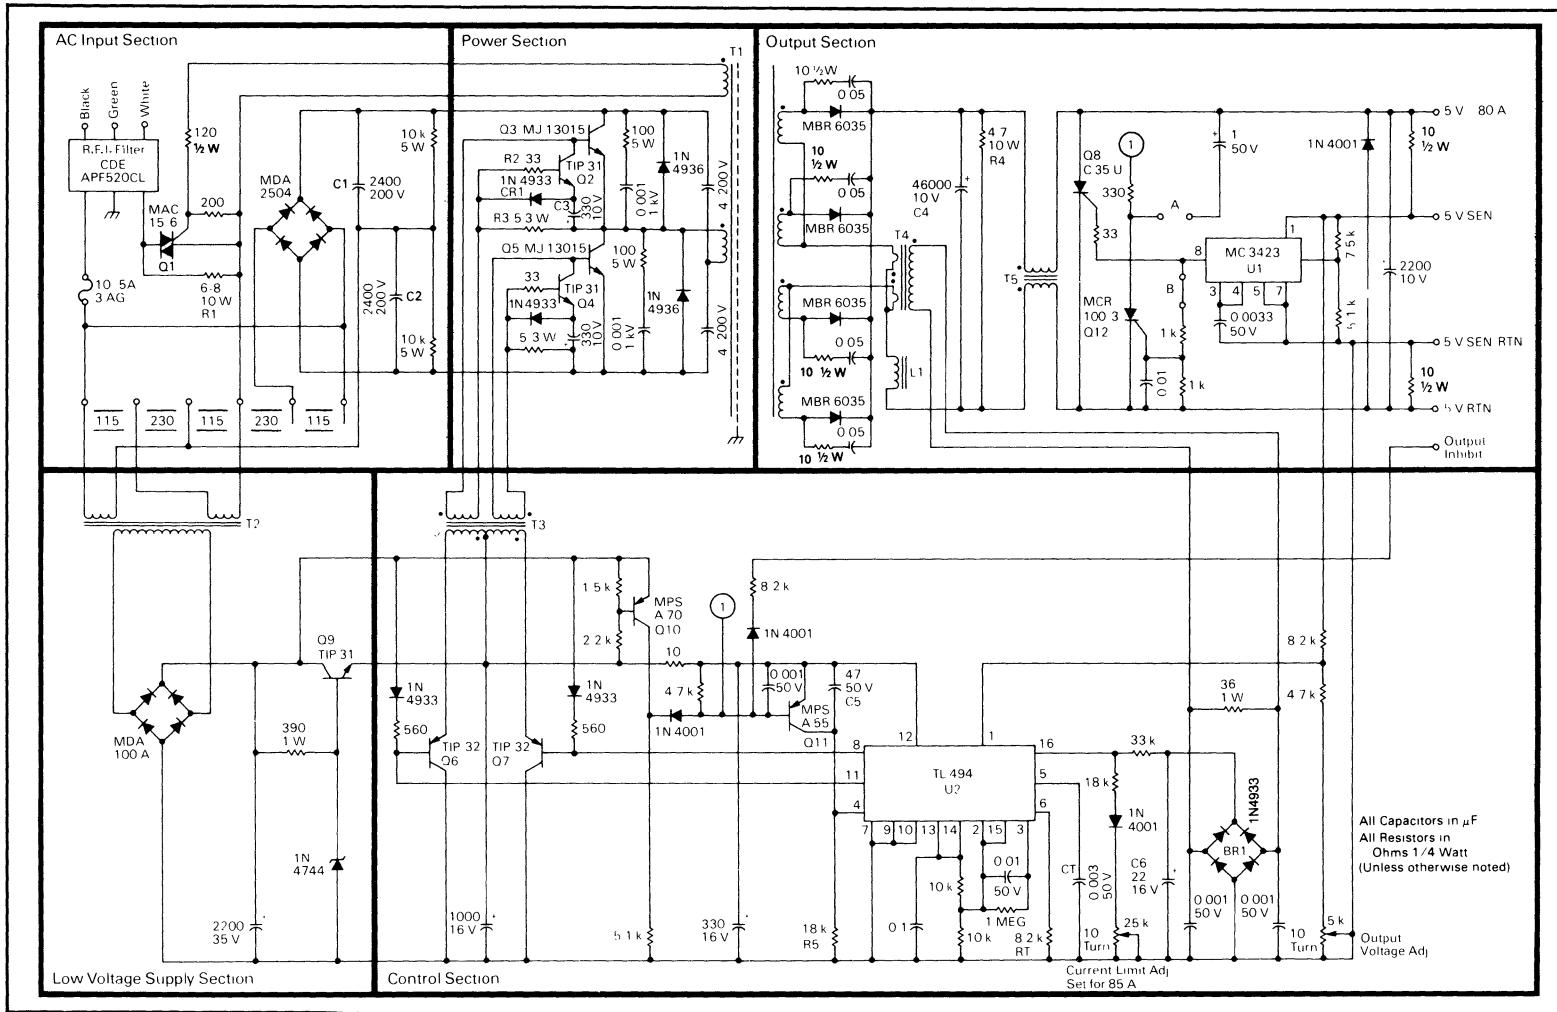 AC Input Section
Black
Green
White
R.F.I. Filter
CDE
APF520CL
120
½ W
MAC
15 6
Q1
200
6·8
10 W
R1
10 5A
3 AG
MDA
2504
C1
2400
200 V
2400
200 V
C2
10 k
5 W
10 k
5 W
115
230
115
230
115
Power Section
T1
Q3 MJ 13015
R2 33
1N 4933
CR1
TIP 31
Q2
C3
330
10 V
R3 5 3 W
100
5 W
0 001
1 kV
1N
4936
4 200 V
Q5 MJ 13015
33
1N 4933
TIP 31
Q4
5 3 W
330
10 V
100
5 W
0 001
1 kV
1N
4936
4 200 V
Output Section
10 ½W
0 05
MBR 6035
10
½ W
0 05
MBR 6035
MBR 6035
0 05
10 ½ W
MBR 6035
0 05
10 ½ W
T4
L1
46000
10 V
C4
4 7
10 W
R4
T5
Q8
C 35 U
33
1
330
A
1
50 V
MCR
100 3
Q12
8
MC 3423
U1
1
3
4
5
7
0 0033
50 V
B
1 k
0 01
1 k
7 5 k
5 1 k
1N 4001
2200
10 V
10
½ W
10
½ W
5 V 80 A
5 V SEN
5 V SEN RTN
5 V RTN
Output
Inhibit
Low Voltage Supply Section
T2
MDA
100 A
Q9
TIP 31
390
1 W
1N
4744
2200
35 V
Control Section
T3
1N
4933
560
TIP 32
Q6
TIP 32
Q7
1N
4933
560
1000
16 V
1 5 k
2 2 k
MPS
A 70
Q10
10
4 7 k
1N 4001
5 1 k
1
330
16 V
8 2 k
1N 4001
0 001
50 V
MPS
A 55
Q11
47
50 V
C5
18 k
R5
TL 494
U2
8
11
4
12
1
16
5
6
7
9
10
13
14
2
15
3
0 1
10 k
10 k
0 01
50 V
1 MEG
8 2 k
RT
CT
0 003
50 V
33 k
18 k
1N
4001
C6
22
16 V
10
Turn
25 k
Current Limit Adj
Set for 85 A
36
1 W
1N4933
BR1
0 001
50 V
0 001
50 V
8 2 k
4 7 k
10
Turn
5 k
Output
Voltage Adj
All Capacitors in μF
All Resistors in
Ohms 1/4 Watt
(Unless otherwise noted)